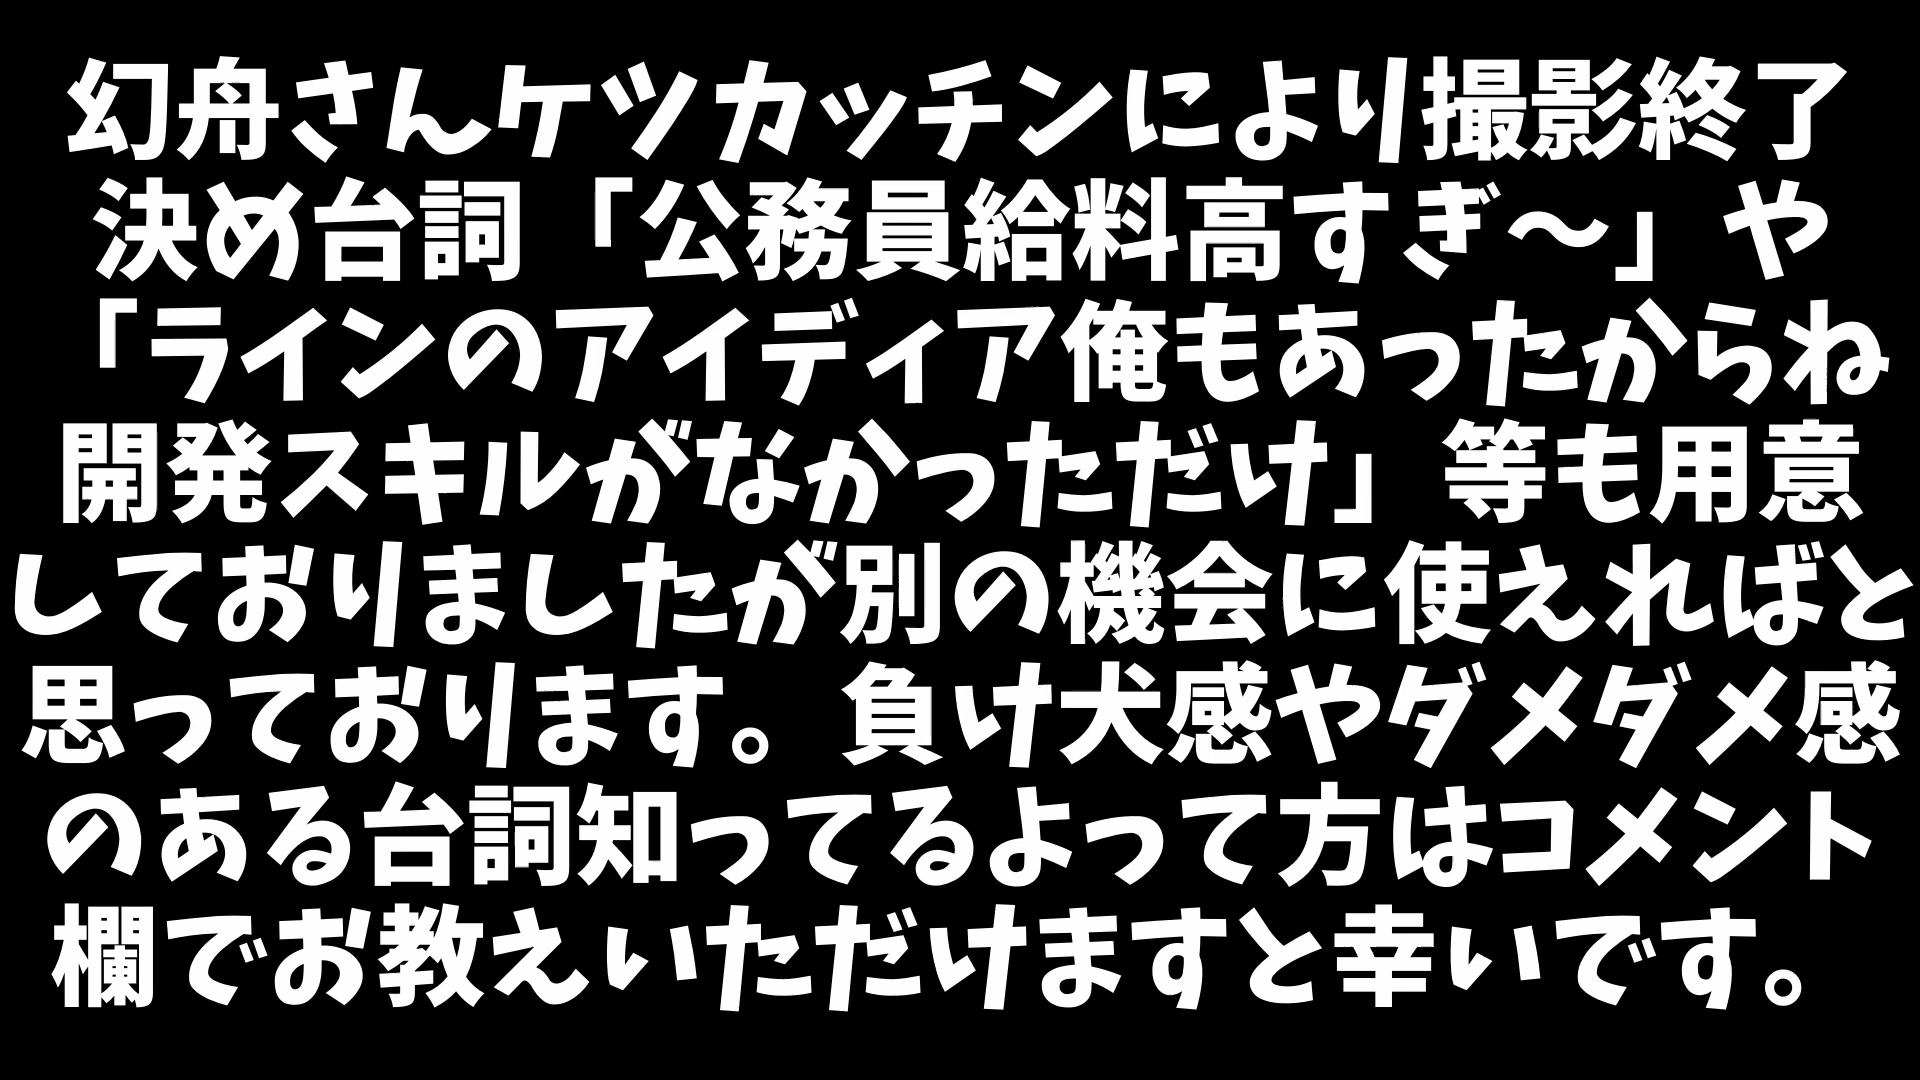 幻舟さんケツカッチンにより撮影終了
決め台詞「公務員給料高すぎ～」や
「ラインのアイディア俺もあったからね
開発スキルがなかっただけ」等も用意
しておりましたが別の機会に使えればと
思っております。負け犬感やダメダメ感
のある台詞知ってるよって方はコメント
欄でお教えいただけますと幸いです。